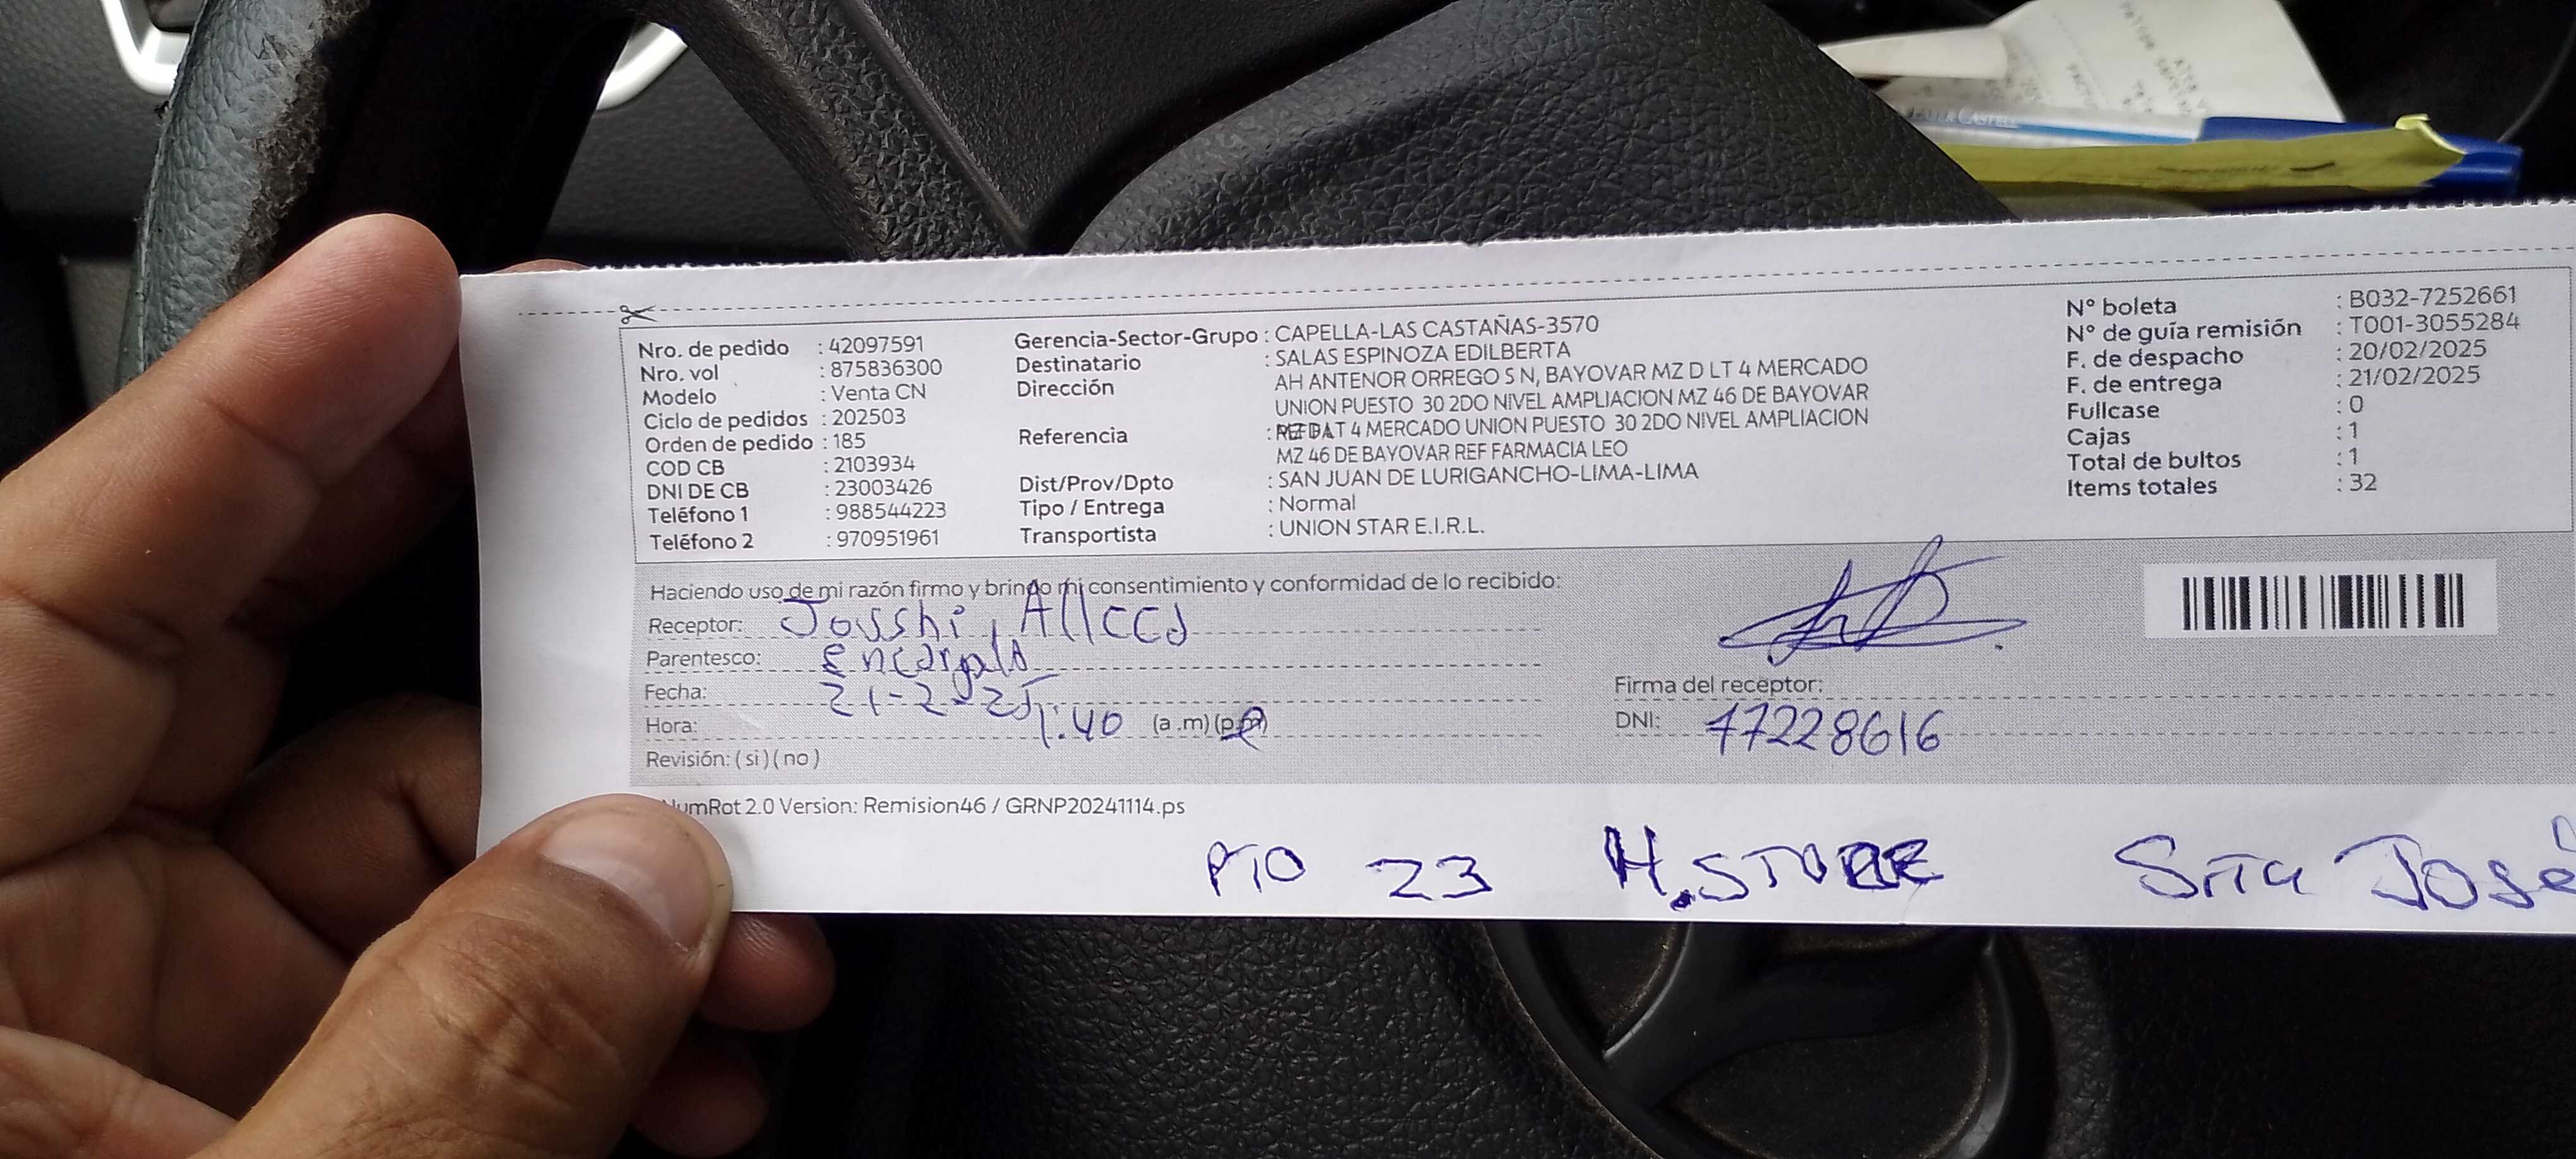 Nro. de pedido : 42097591
Nro. vol : 875836300
Modelo : Venta CN
Ciclo de pedidos : 202503
Orden de pedido : 185
COD CB : 2103934
DNI DE CB : 23003426
Teléfono 1 : 988544223
Teléfono 2 : 970951961
Gerencia-Sector-Grupo : CAPELLA-LAS CASTAÑAS-3570
Destinatario : SALAS ESPINOZA EDILBERTA
Dirección AH ANTENOR ORREGO S N, BAYOVAR MZ D LT 4 MERCADO
UNION PUESTO 30 2DO NIVEL AMPLIACION MZ 46 DE BAYOVAR
Referencia : LT 4 MERCADO UNION PUESTO 30 2DO NIVEL AMPLIACION
MZ 46 DE BAYOVAR REF FARMACIA LEO
Dist/Prov/Dpto : SAN JUAN DE LURIGANCHO-LIMA-LIMA
Tipo / Entrega : Normal
Transportista : UNION STAR E.I.R.L.
N° boleta : B032-7252661
N° de guía remisión : T001-3055284
F. de despacho : 20/02/2025
F. de entrega : 21/02/2025
Fullcase : 0
Cajas : 1
Total de bultos : 1
Items totales : 32
Haciendo uso de mi razón firmo y brindo mi consentimiento y conformidad de lo recibido:
Receptor: Josshi, Allcca
Parentesco: encargado
Fecha: 21-2-25
Hora: 1:40 (a.m) (p.m)
Revisión: (si) (no)
Firma del receptor:
DNI: 77228616
NumRot 2.0 Version: Remision46 / GRNP20241114.ps
PTO 23 H.STORE Srta José